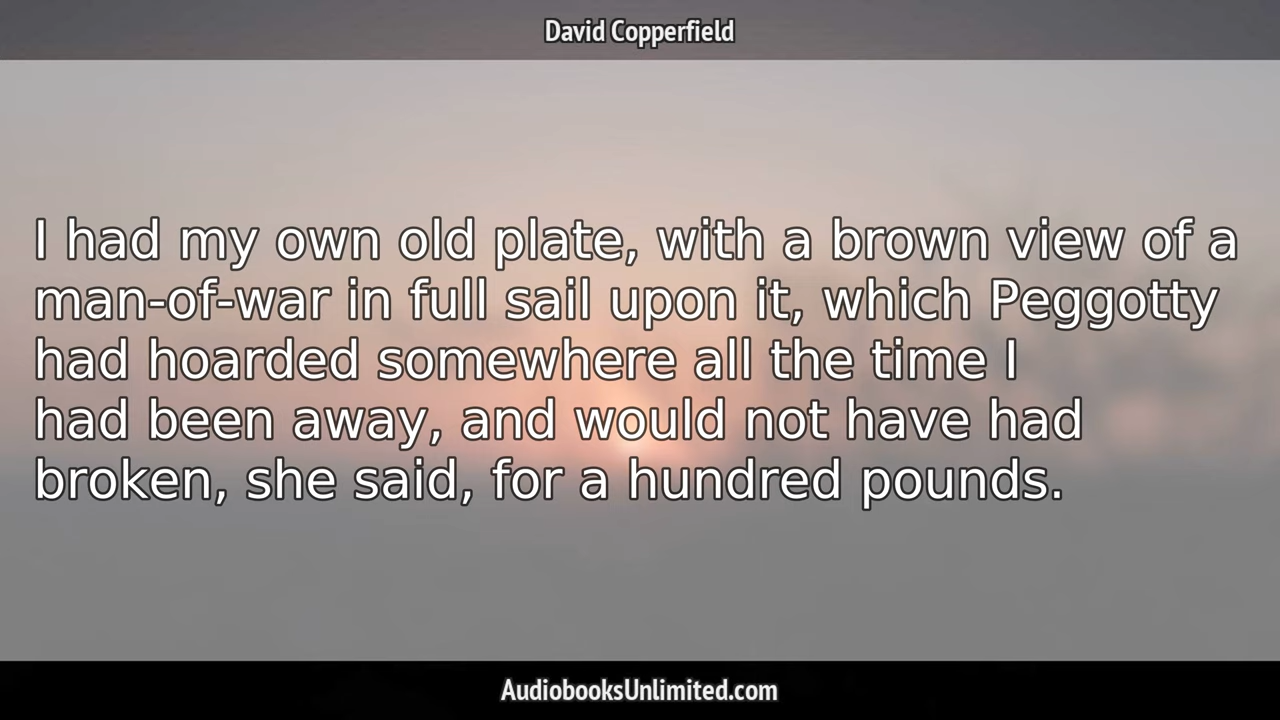 David Copperfield
I had my own old plate, with a brown view of a
man-of-war in full sail upon it, which Peggotty
had hoarded somewhere all the time I
had been away, and would not have had
broken, she said, for a hundred pounds.
AudiobooksUnlimited.com